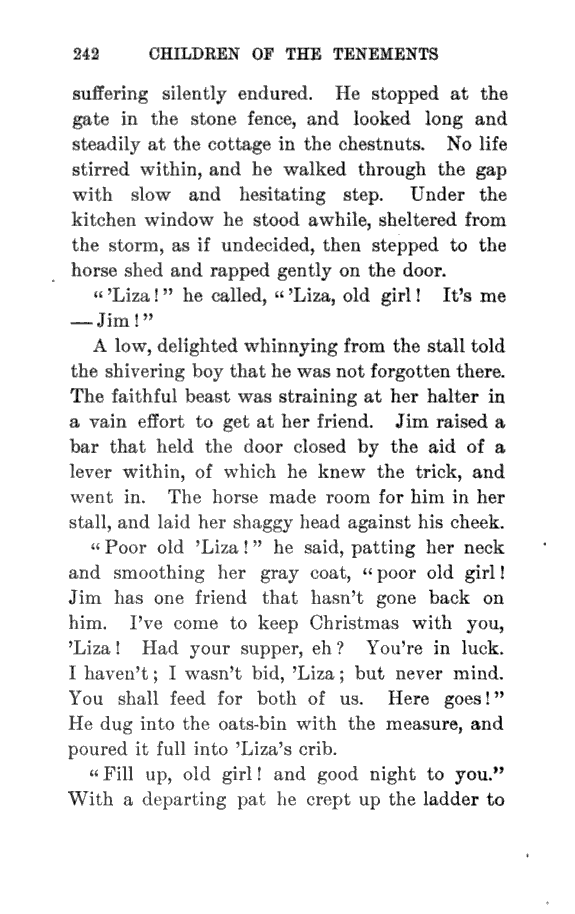 242 CHILDREN OF THE TENEMENTS
suffering silently endured. He stopped at the
gate in the stone fence, and looked long and
steadily at the cottage in the chestnuts. No life
stirred within, and he walked through the gap
with slow and hesitating step. Under the
kitchen window he stood awhile, sheltered from
the storm, as if undecided, then stepped to the
horse shed and rapped gently on the door.
“’Liza!” he called, “’Liza, old girl! It’s me
—Jim!”
A low, delighted whinnying from the stall told
the shivering boy that he was not forgotten there.
The faithful beast was straining at her halter in
a vain effort to get at her friend. Jim raised a
bar that held the door closed by the aid of a
lever within, of which he knew the trick, and
went in. The horse made room for him in her
stall, and laid her shaggy head against his cheek.
“Poor old ’Liza!” he said, patting her neck
and smoothing her gray coat, “poor old girl!
Jim has one friend that hasn’t gone back on
him. I’ve come to keep Christmas with you,
’Liza! Had your supper, eh? You’re in luck.
I haven’t; I wasn’t bid, ’Liza; but never mind.
You shall feed for both of us. Here goes!”
He dug into the oats-bin with the measure, and
poured it full into ’Liza’s crib.
“Fill up, old girl! and good night to you.”
With a departing pat he crept up the ladder to